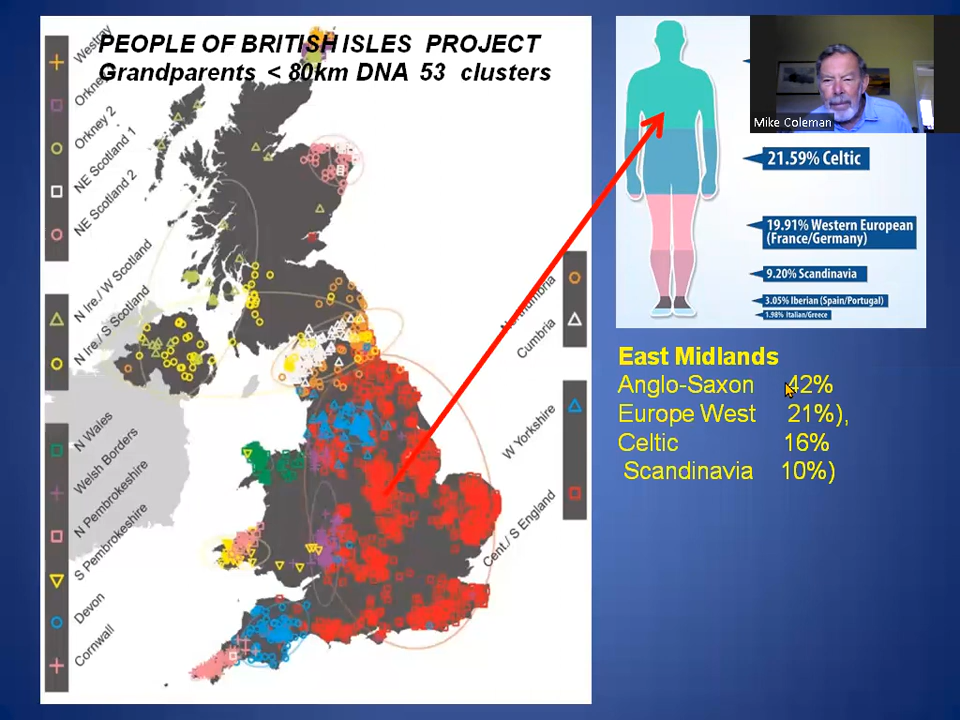 PEOPLE OF BRITISH ISLES PROJECT
Grandparents < 80km DNA 53 clusters
Westray
Orkney
Orkney 2
NE Scotland 1
NE Scotland 2
N Ire./ W Scotland
N Ire./ S Scotland
N Wales
Welsh Borders
N Pembrokeshire
S Pembrokeshire
Devon
Cornwall
Northumbria
Cumbria
W Yorkshire
Cent./ S England
Mike Coleman
21.59% Celtic
19.91% Western European
(France/Germany)
9.20% Scandinavia
3.05% Iberian (Spain/Portugal)
1.98% Italian/Greece
East Midlands
Anglo-Saxon 42%
Europe West 21%),
Celtic 16%
Scandinavia 10%)